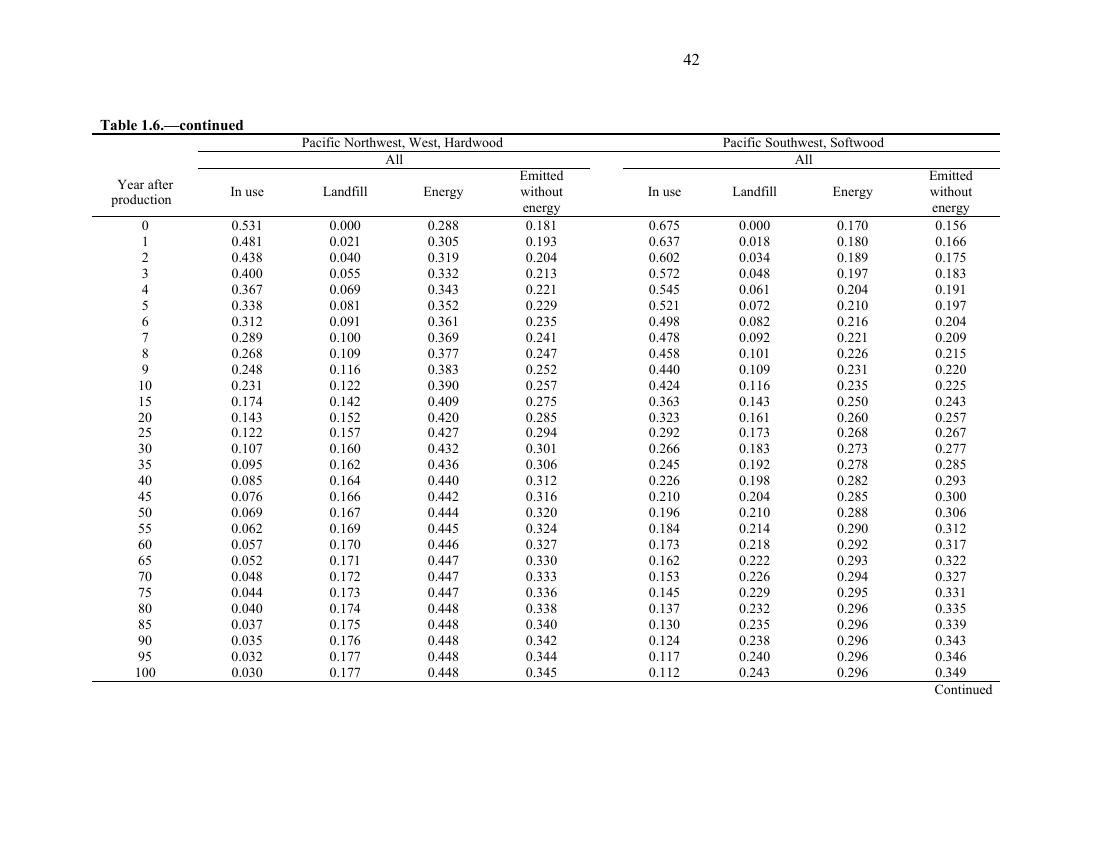 42
Table 1.6.—continued
Pacific Northwest, West, Hardwood Pacific Southwest, Softwood
All All
Year after production In use Landfill Energy Emitted without energy In use Landfill Energy Emitted without energy
0 0.531 0.000 0.288 0.181 0.675 0.000 0.170 0.156
1 0.481 0.021 0.305 0.193 0.637 0.018 0.180 0.166
2 0.438 0.040 0.319 0.204 0.602 0.034 0.189 0.175
3 0.400 0.055 0.332 0.213 0.572 0.048 0.197 0.183
4 0.367 0.069 0.343 0.221 0.545 0.061 0.204 0.191
5 0.338 0.081 0.352 0.229 0.521 0.072 0.210 0.197
6 0.312 0.091 0.361 0.235 0.498 0.082 0.216 0.204
7 0.289 0.100 0.369 0.241 0.478 0.092 0.221 0.209
8 0.268 0.109 0.377 0.247 0.458 0.101 0.226 0.215
9 0.248 0.116 0.383 0.252 0.440 0.109 0.231 0.220
10 0.231 0.122 0.390 0.257 0.424 0.116 0.235 0.225
15 0.174 0.142 0.409 0.275 0.363 0.143 0.250 0.243
20 0.143 0.152 0.420 0.285 0.323 0.161 0.260 0.257
25 0.122 0.157 0.427 0.294 0.292 0.173 0.268 0.267
30 0.107 0.160 0.432 0.301 0.266 0.183 0.273 0.277
35 0.095 0.162 0.436 0.306 0.245 0.192 0.278 0.285
40 0.085 0.164 0.440 0.312 0.226 0.198 0.282 0.293
45 0.076 0.166 0.442 0.316 0.210 0.204 0.285 0.300
50 0.069 0.167 0.444 0.320 0.196 0.210 0.288 0.306
55 0.062 0.169 0.445 0.324 0.184 0.214 0.290 0.312
60 0.057 0.170 0.446 0.327 0.173 0.218 0.292 0.317
65 0.052 0.171 0.447 0.330 0.162 0.222 0.293 0.322
70 0.048 0.172 0.447 0.333 0.153 0.226 0.294 0.327
75 0.044 0.173 0.447 0.336 0.145 0.229 0.295 0.331
80 0.040 0.174 0.448 0.338 0.137 0.232 0.296 0.335
85 0.037 0.175 0.448 0.340 0.130 0.235 0.296 0.339
90 0.035 0.176 0.448 0.342 0.124 0.238 0.296 0.343
95 0.032 0.177 0.448 0.344 0.117 0.240 0.296 0.346
100 0.030 0.177 0.448 0.345 0.112 0.243 0.296 0.349
Continued